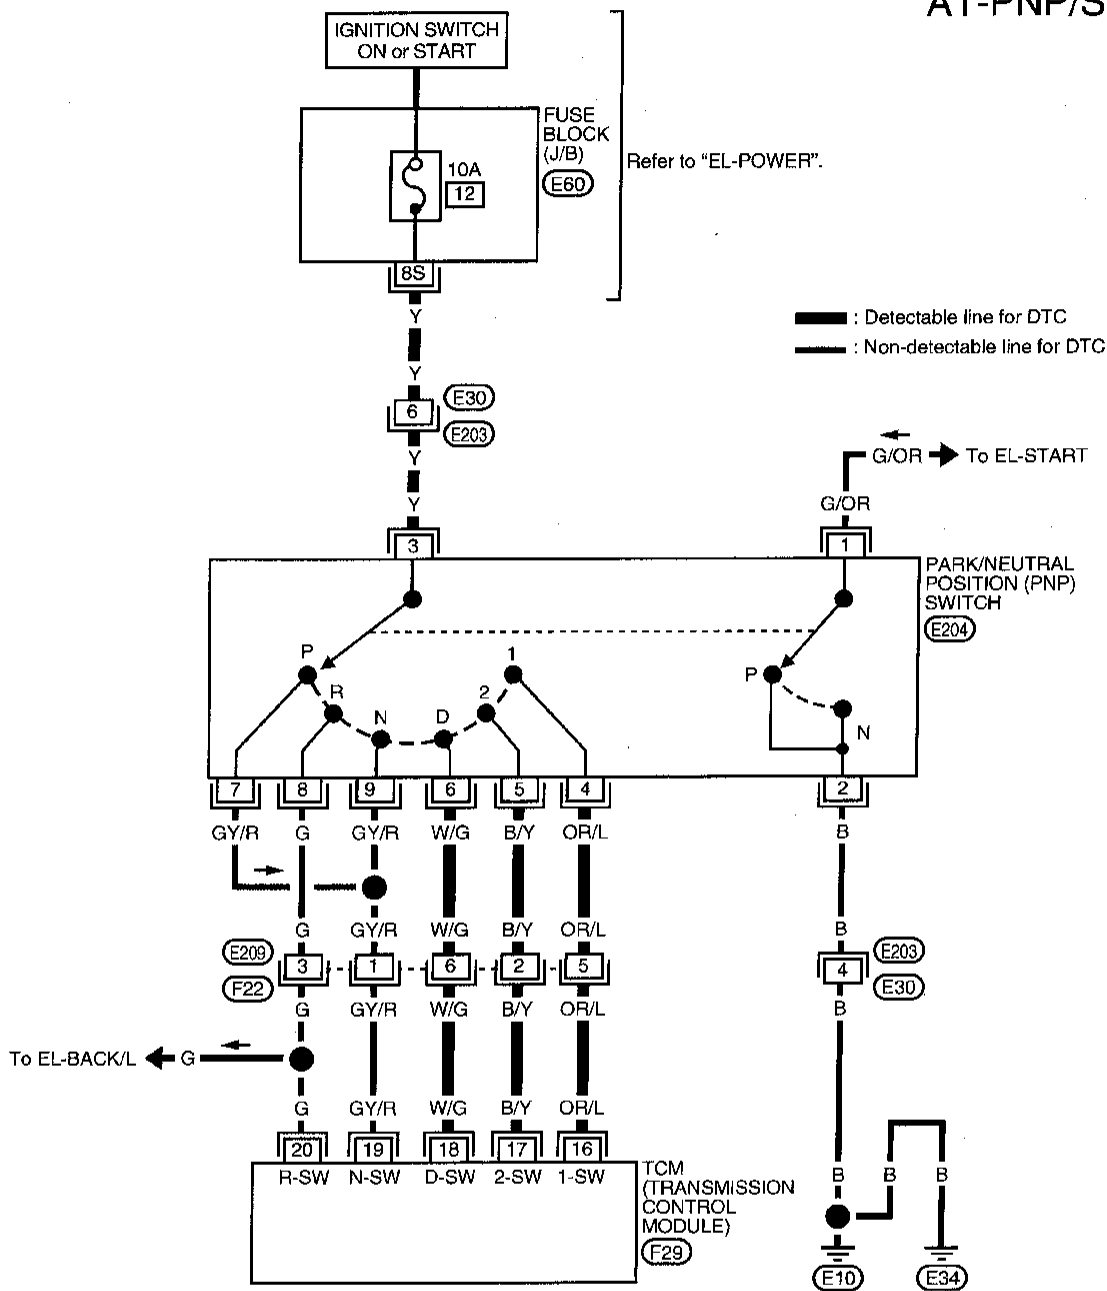 AT-PNP/S
IGNITION SWITCH
ON or START
FUSE
BLOCK
(J/B)
E60
10A
12
Refer to "EL-POWER".
8S
Y
: Detectable line for DTC
: Non-detectable line for DTC
Y
6
E30
E203
Y
G/OR
To EL-START
Y
G/OR
3
1
PARK/NEUTRAL
POSITION (PNP)
SWITCH
E204
P
R
N
D
2
1
P
N
7
8
9
6
5
4
2
GY/R
G
GY/R
W/G
B/Y
OR/L
B
G
GY/R
W/G
B/Y
OR/L
B
E209
F22
3
1
6
2
5
4
E203
E30
G
GY/R
W/G
B/Y
OR/L
B
To EL-BACK/L
G
G
GY/R
W/G
B/Y
OR/L
20
19
18
17
16
R-SW
N-SW
D-SW
2-SW
1-SW
TCM
(TRANSMISSION
CONTROL
MODULE)
F29
B
B
B
E10
E34